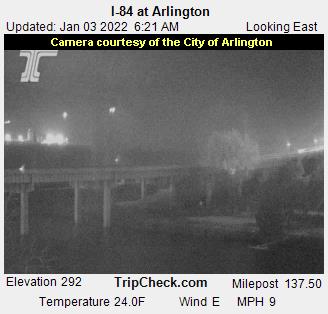 I-84 at Arlington
Updated: Jan 03 2022 6:21 AM Looking East
Camera courtesy of the City of Arlington
Elevation 292 TripCheck.com Milepost 137.50
Temperature 24.0F Wind E MPH 9